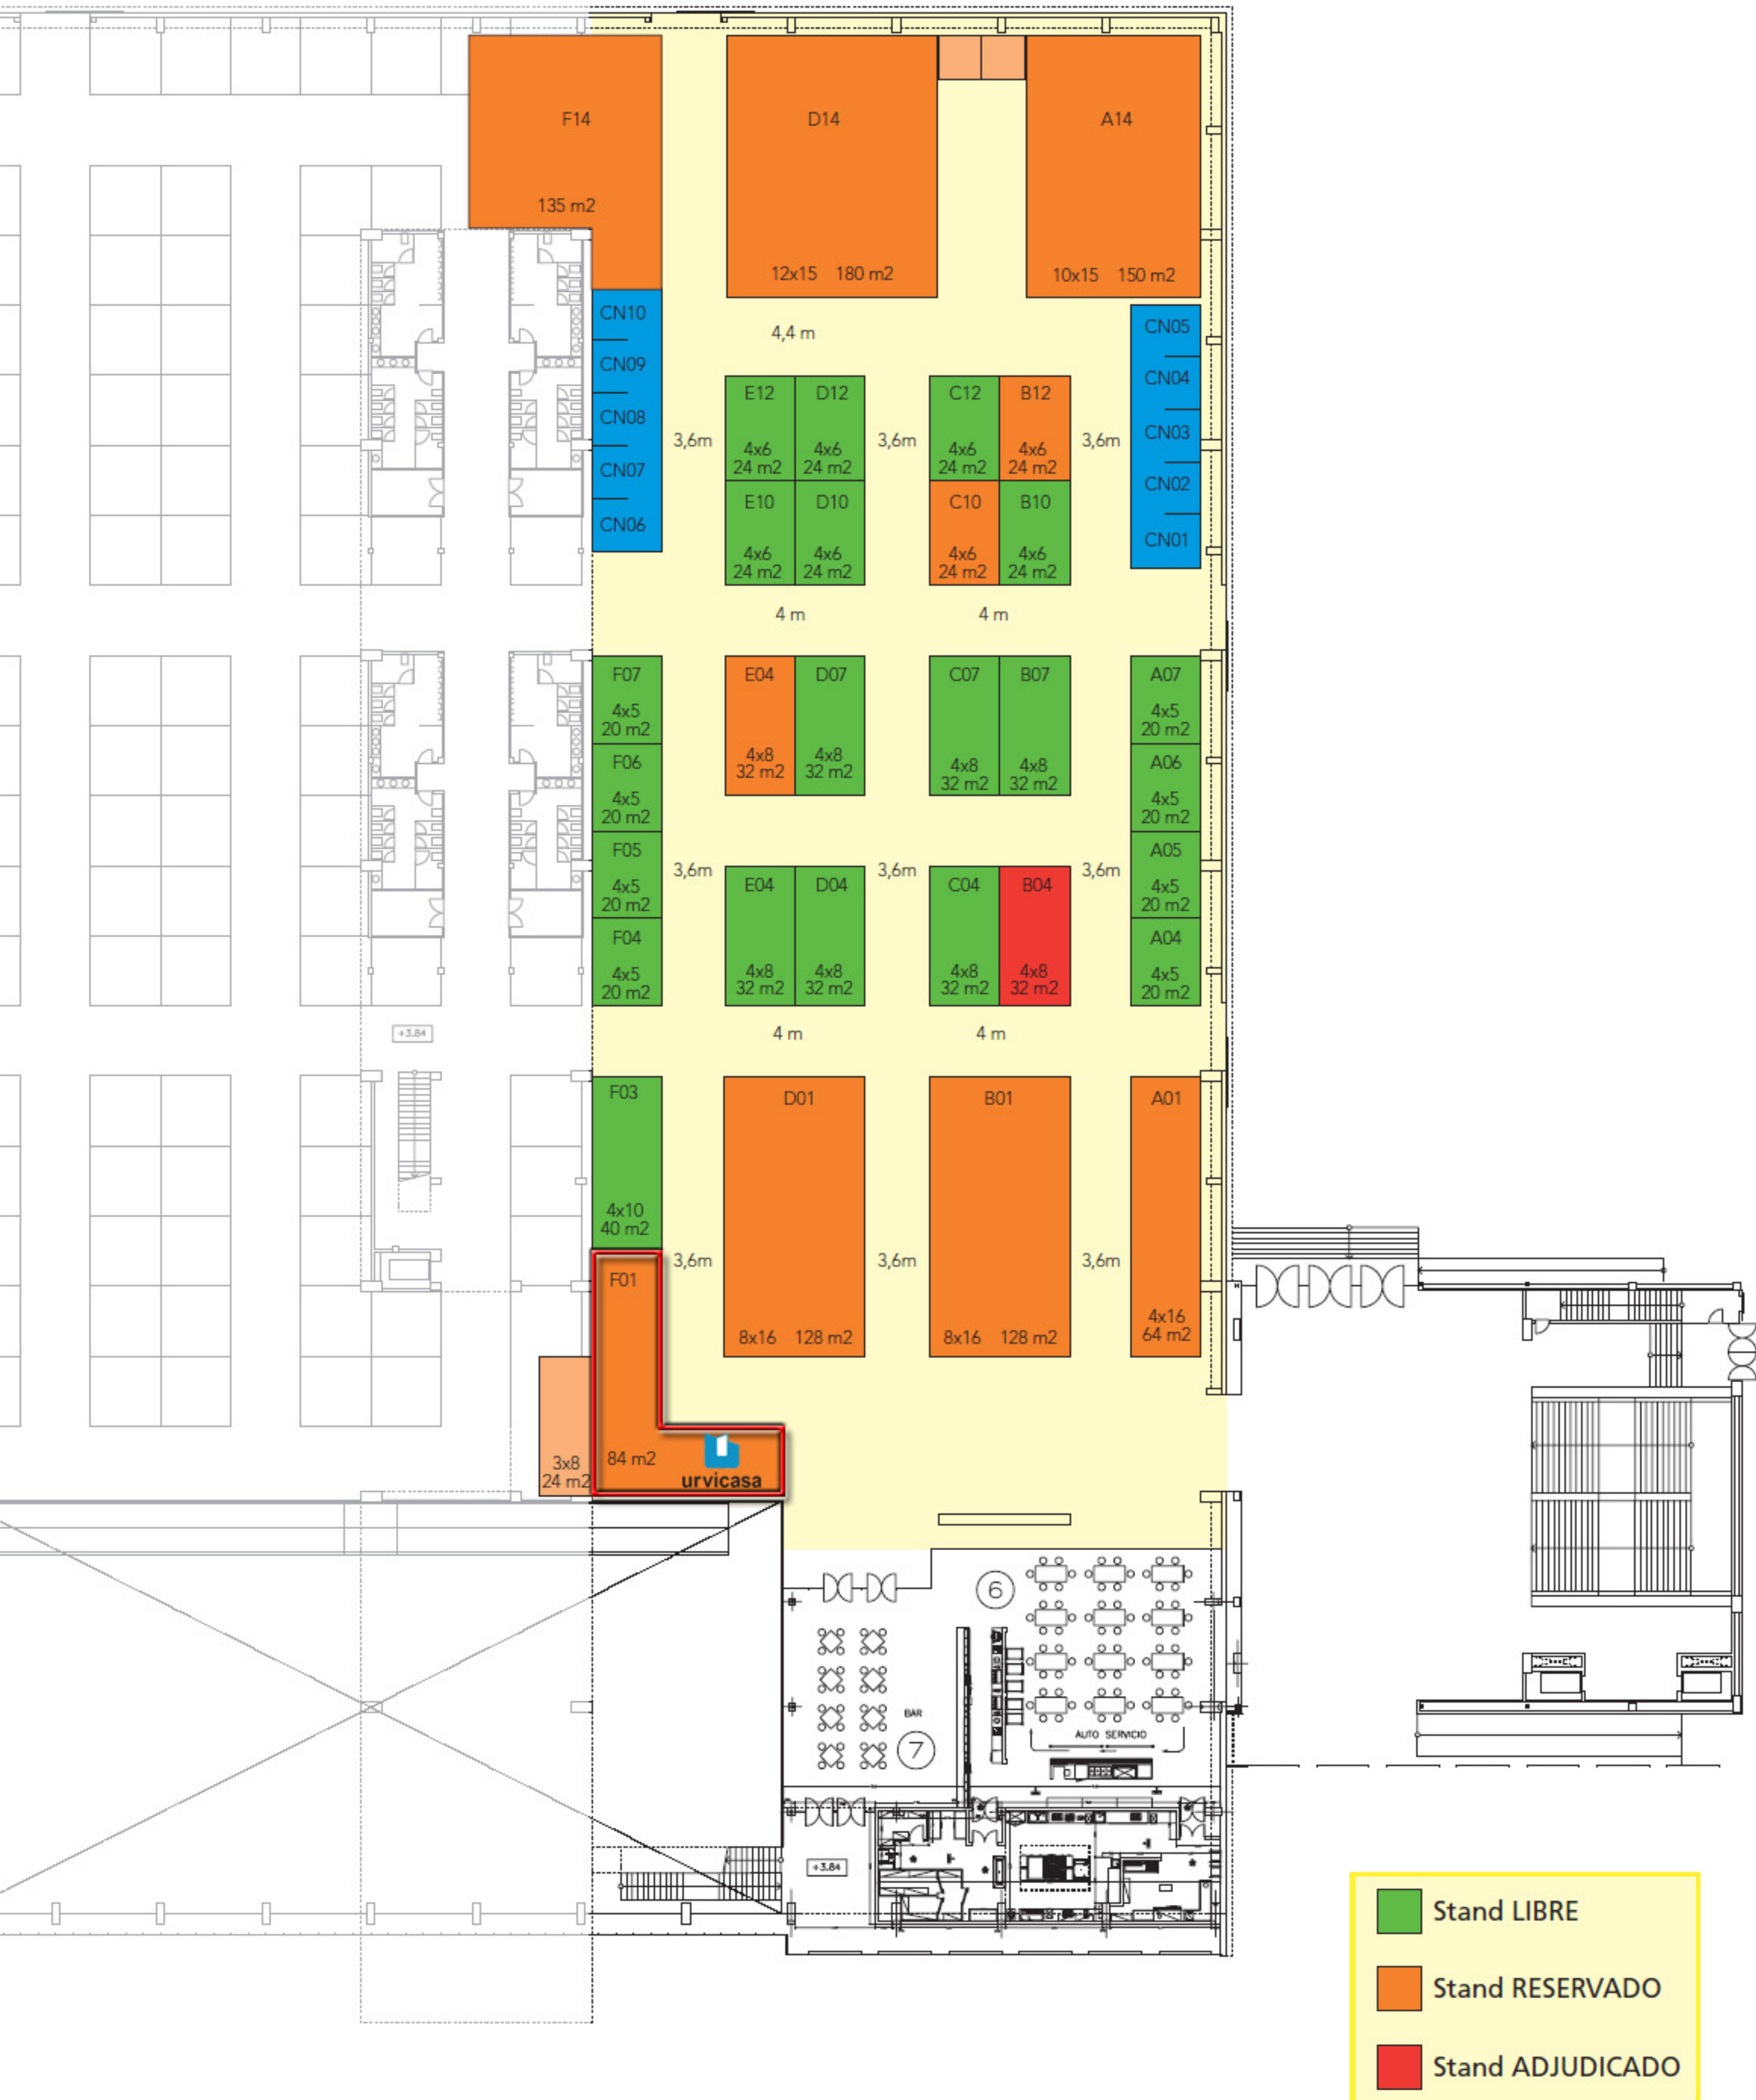 F14
D14
A14
135 m2
12x15 180 m2
10x15 150 m2
CN10
CN09
CN08
CN07
CN06
4,4 m
CN05
CN04
CN03
CN02
CN01
E12 D12
4x6 4x6
24 m2 24 m2
C12 B12
4x6 4x6
24 m2 24 m2
3,6m
3,6m
3,6m
E10 D10
4x6 4x6
24 m2 24 m2
C10 B10
4x6 4x6
24 m2 24 m2
4 m
4 m
F07
4x5
20 m2
F06
4x5
20 m2
F05
4x5
20 m2
F04
4x5
20 m2
E04 D07
4x8 4x8
32 m2 32 m2
C07 B07
4x8 4x8
32 m2 32 m2
A07
4x5
20 m2
A06
4x5
20 m2
A05
4x5
20 m2
A04
4x5
20 m2
3,6m
3,6m
3,6m
E04 D04
4x8 4x8
32 m2 32 m2
C04 B04
4x8 4x8
32 m2 32 m2
+3.84
4 m
4 m
F03
4x10
40 m2
D01
8x16 128 m2
B01
8x16 128 m2
A01
4x16
64 m2
3,6m
3,6m
3,6m
F01
84 m2
urvicasa
3x8
24 m2
6
BAR
7
AUTO SERVICIO
+3.84
Stand LIBRE
Stand RESERVADO
Stand ADJUDICADO